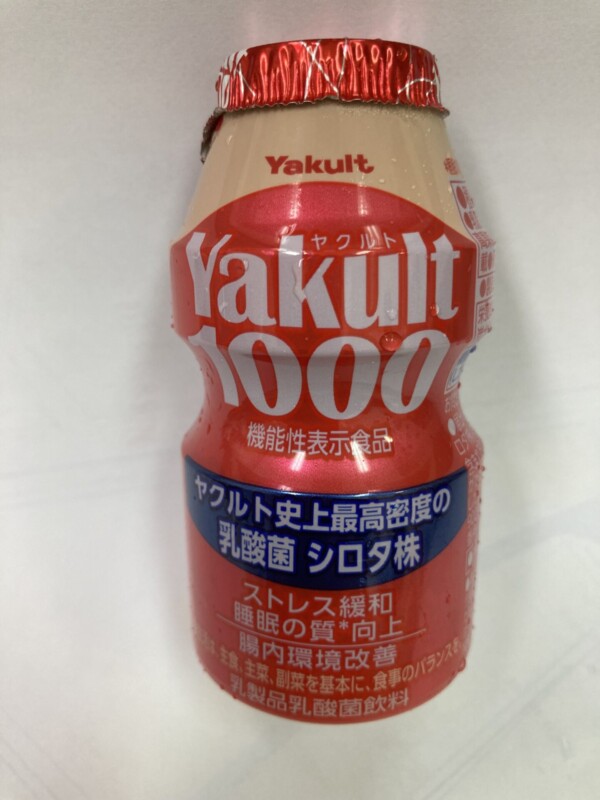 Yakult
ヤクルト
Yakult
1000
機能性表示食品
ヤクルト史上最高密度の
乳酸菌 シロタ株
ストレス緩和
睡眠の質*向上
腸内環境改善
は、主食、主菜、副菜を基本に、食事のバランスを
乳製品乳酸菌飲料